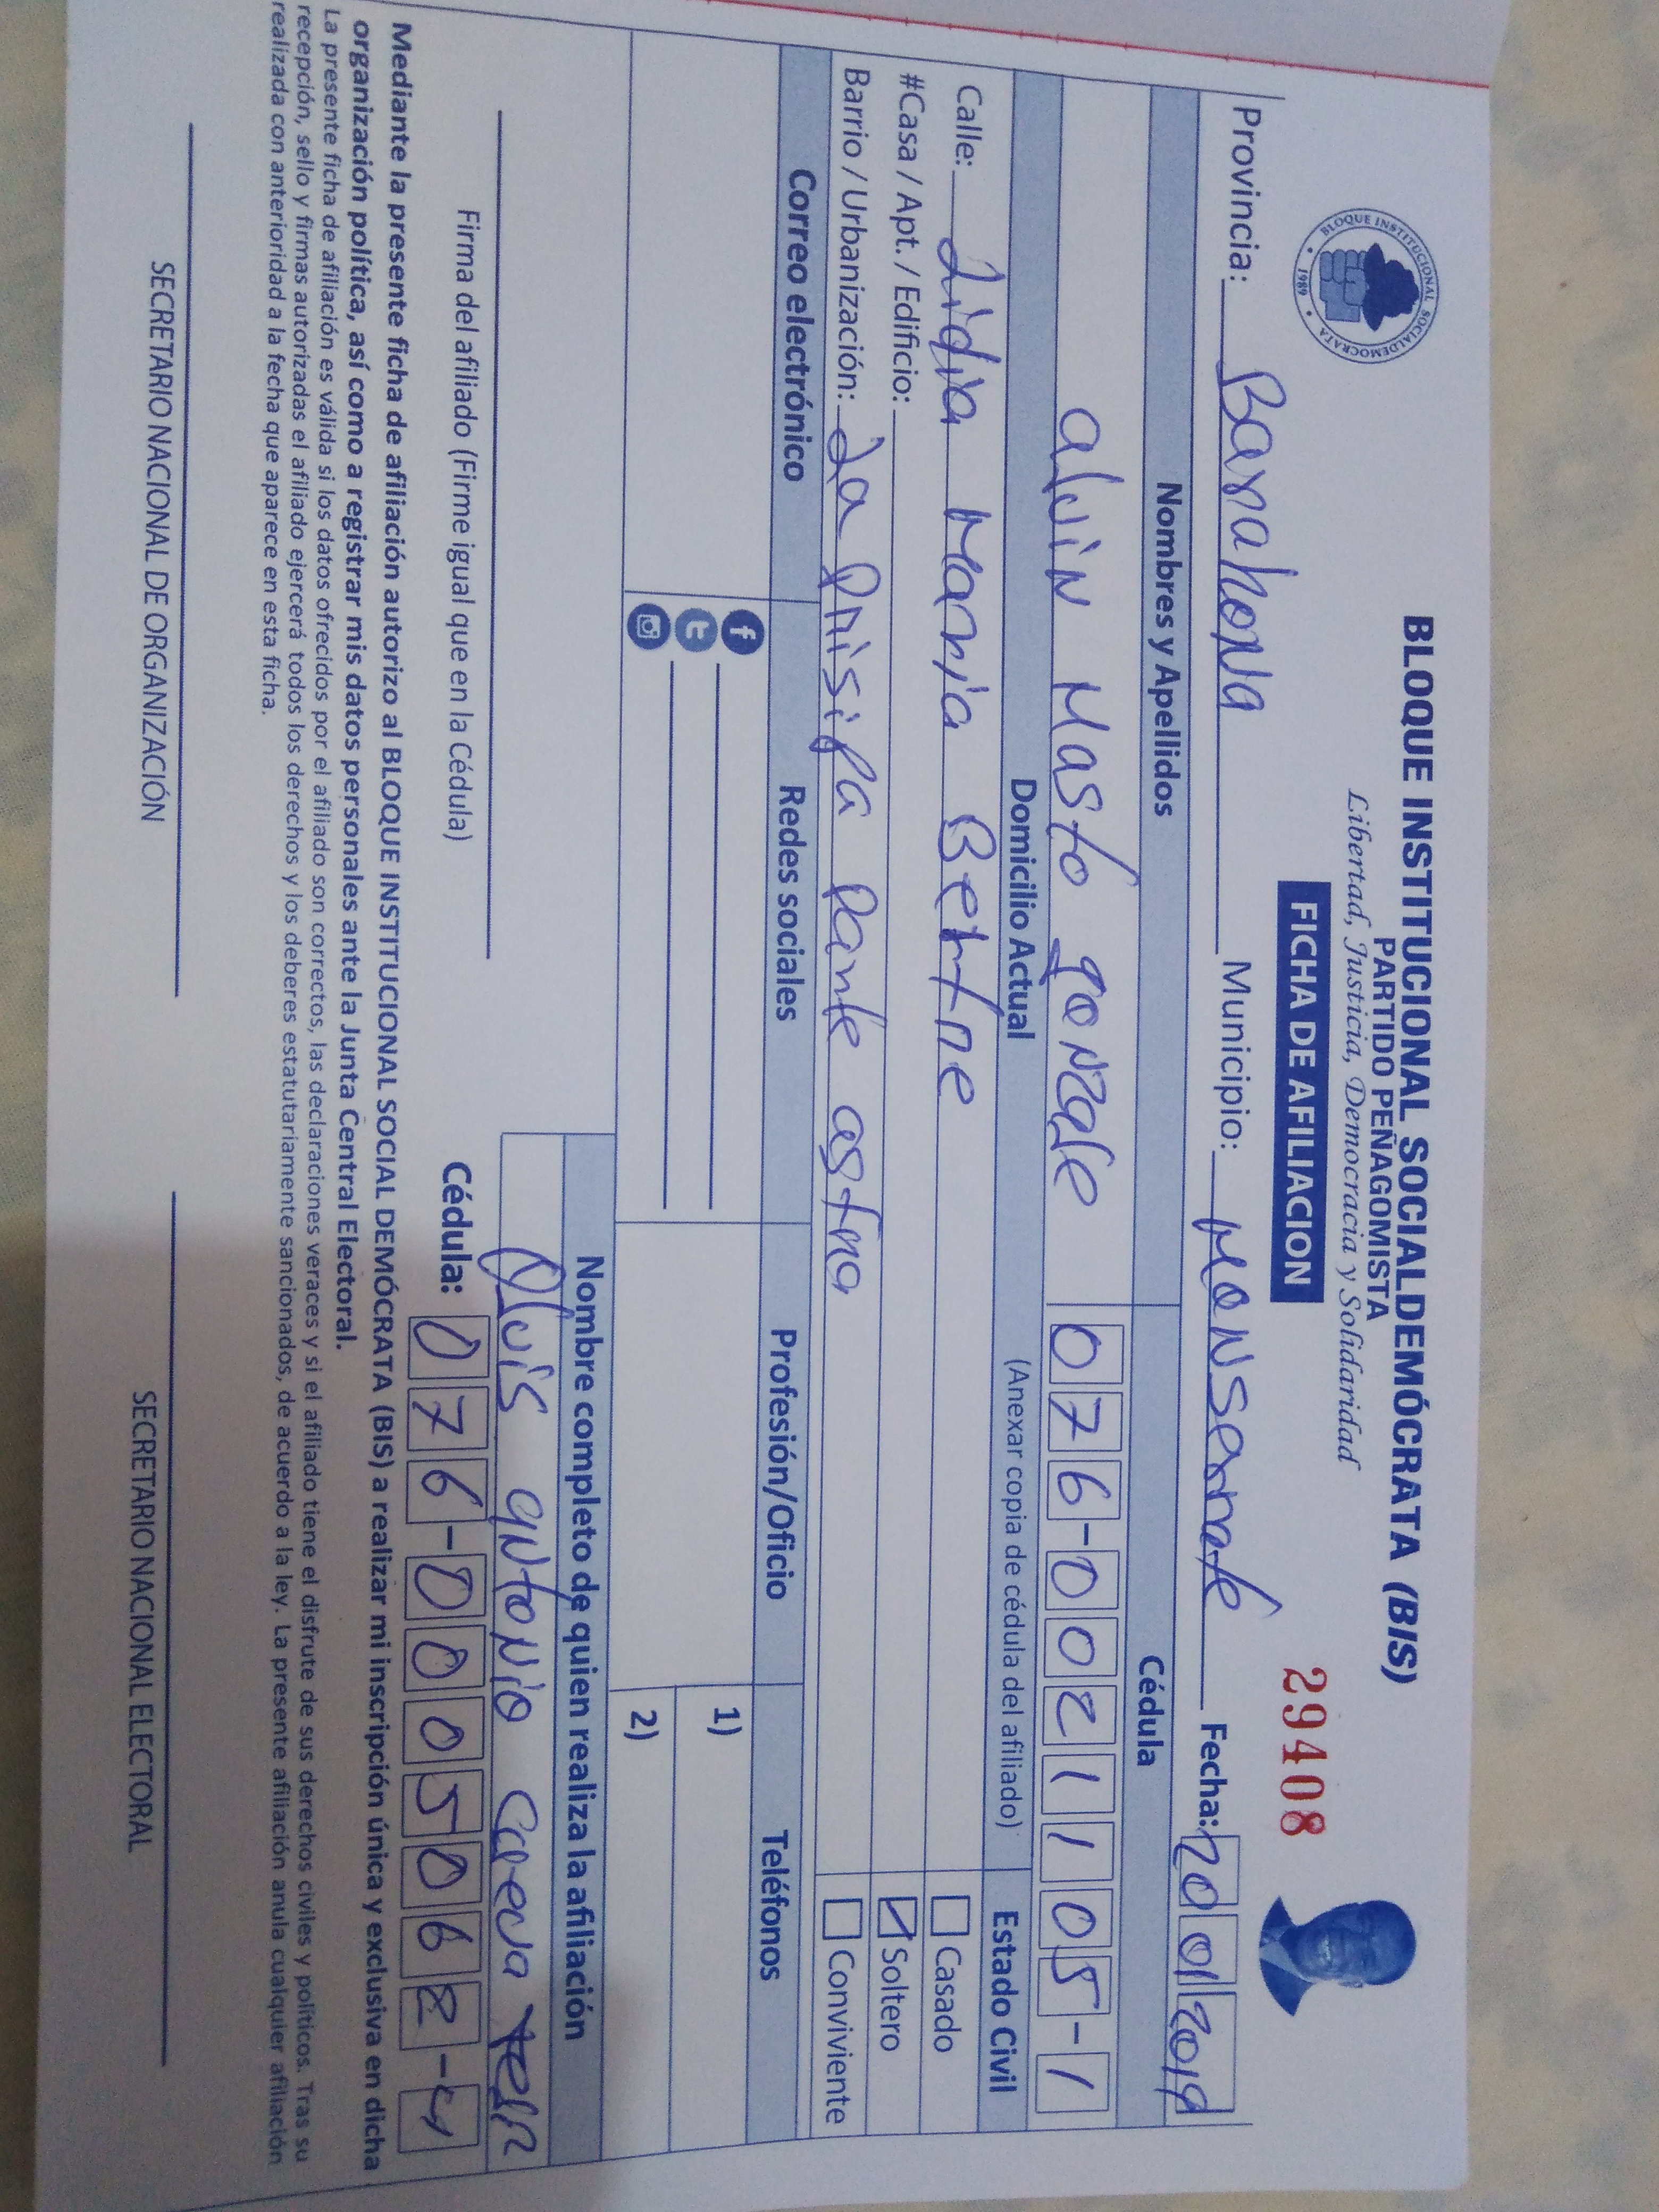 BLOQUE INSTITUCIONAL SOCIALDEMÓCRATA (BIS)
PARTIDO PEÑAGOMISTA
Libertad, Justicia, Democracia y Solidaridad
BLOQUE INSTITUCIONAL SOCIALDEMOCRATA
1989
FICHA DE AFILIACION
29408
Provincia: Barahona Municipio: Fecha: 20 01 2019
Nombres y Apellidos Cédula
alvin Masto gonzale 076-0021105-1
Domicilio Actual (Anexar copia de cédula del afiliado) Estado Civil
Calle: Lidia Maria Bertre Casado
#Casa / Apt. / Edificio: Soltero
Barrio / Urbanización: La prisipa parte astra Conviviente
Correo electrónico Redes sociales Profesión/Oficio Teléfonos
1)
2)
Nombre completo de quien realiza la afiliación
antonio Cueva
Firma del afiliado (Firme igual que en la Cédula) Cédula: 076-0005062-4
Mediante la presente ficha de afiliación autorizo al BLOQUE INSTITUCIONAL SOCIAL DEMÓCRATA (BIS) a realizar mi inscripción única y exclusiva en dicha
organización política, así como a registrar mis datos personales ante la Junta Central Electoral.
La presente ficha de afiliación es válida si los datos ofrecidos por el afiliado son correctos, las declaraciones veraces y si el afiliado tiene el disfrute de sus derechos civiles y políticos. Tras su
recepción, sello y firmas autorizadas el afiliado ejercerá todos los derechos y los deberes estatutariamente sancionados, de acuerdo a la ley. La presente afiliación anula cualquier afiliación
realizada con anterioridad a la fecha que aparece en esta ficha.
SECRETARIO NACIONAL DE ORGANIZACIÓN SECRETARIO NACIONAL ELECTORAL